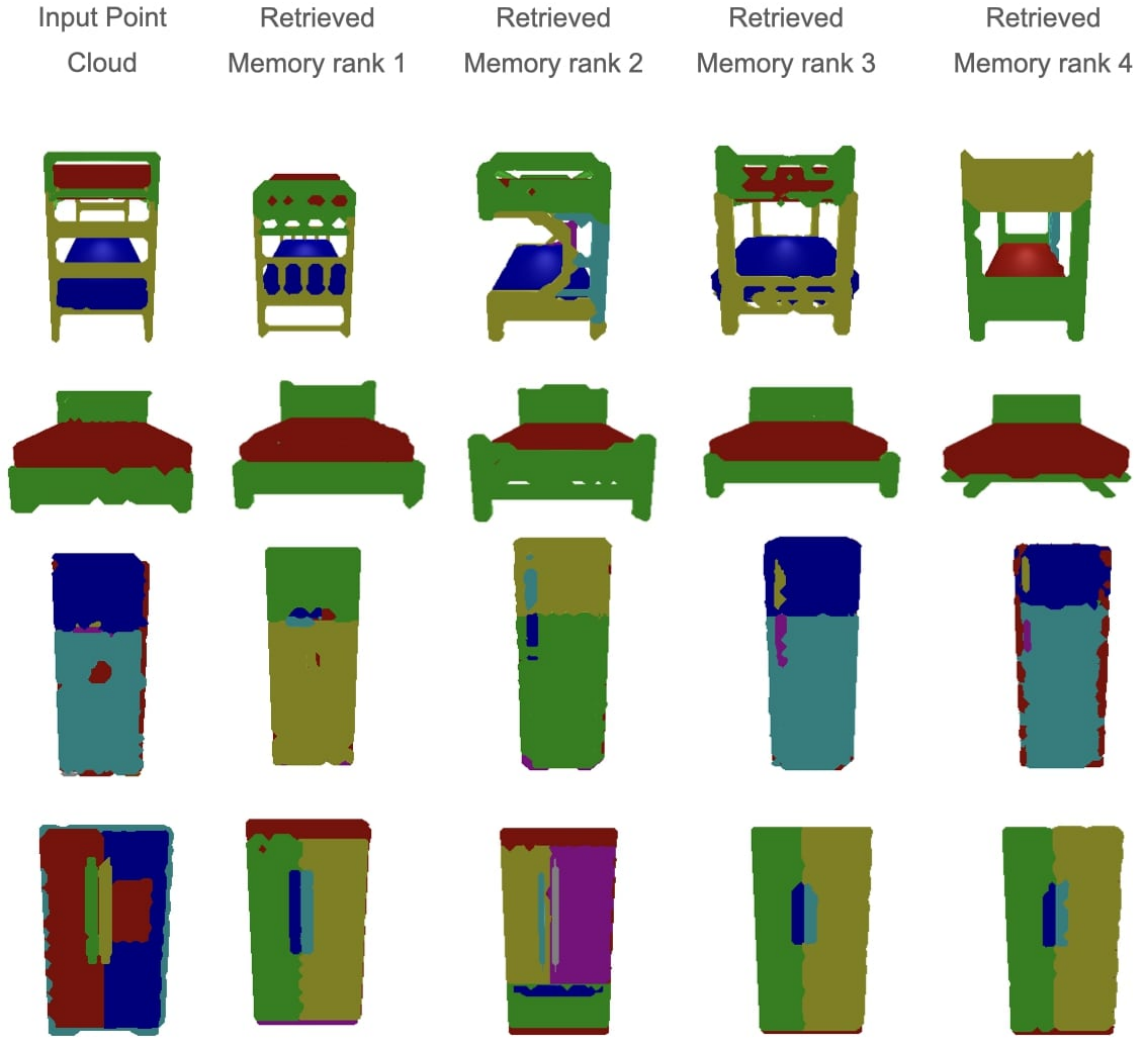 Input Point
Cloud
Retrieved
Memory rank 1
Retrieved
Memory rank 2
Retrieved
Memory rank 3
Retrieved
Memory rank 4